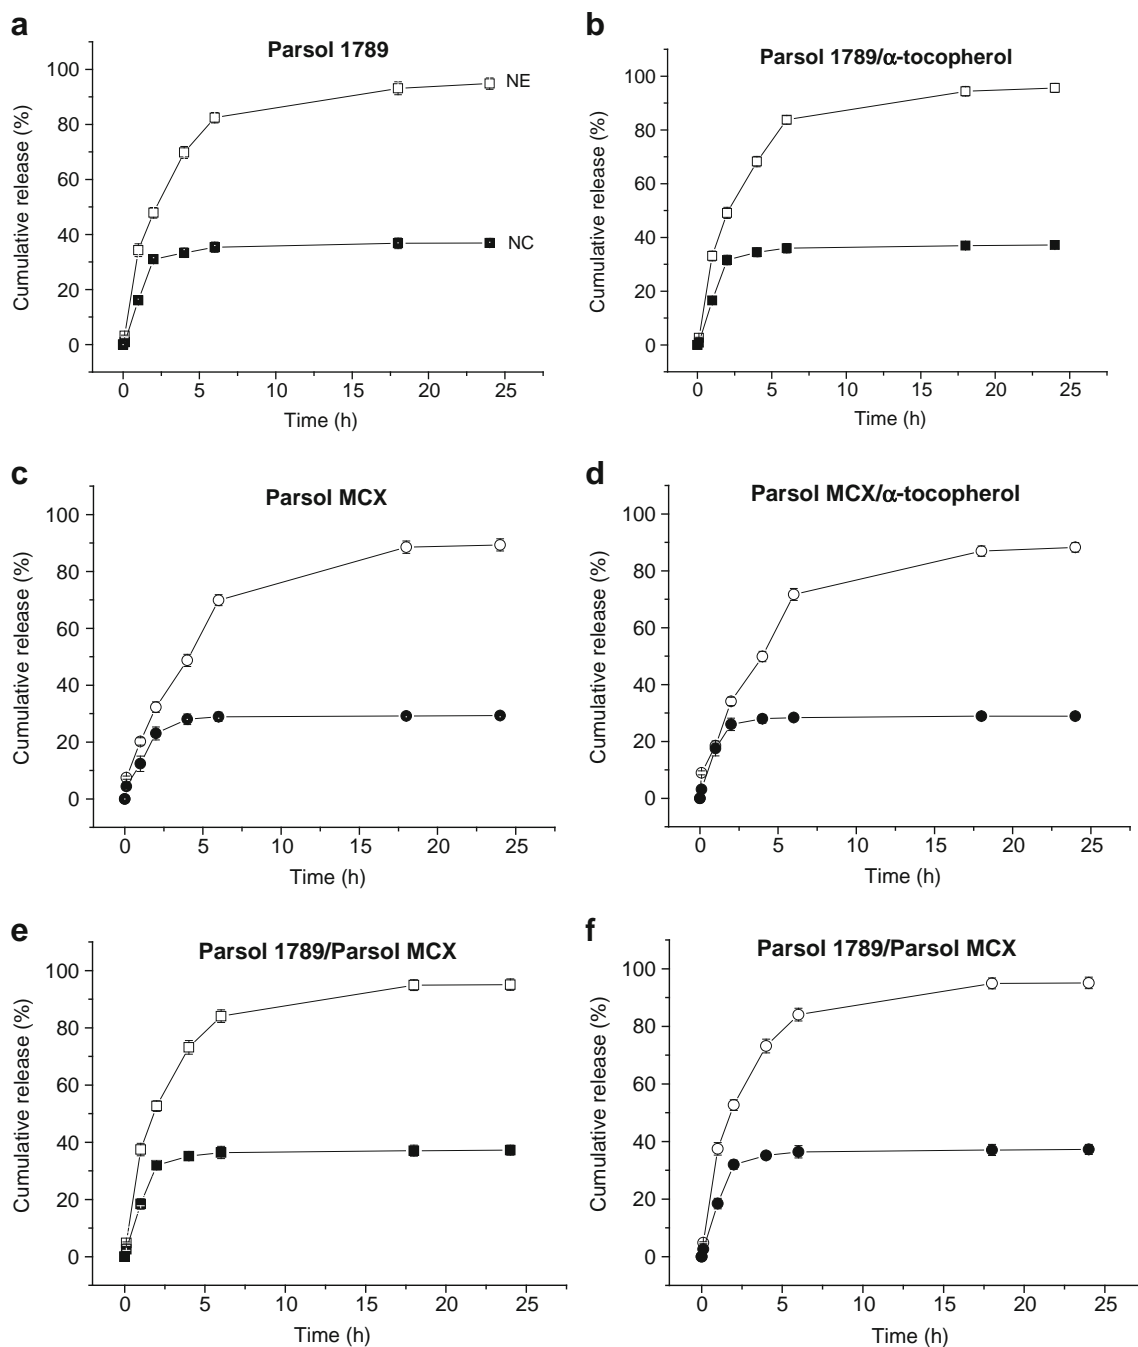 a
Parsol 1789
100
80
60
40
20
0
NE
NC
Cumulative release (%)
0 5 10 15 20 25
Time (h)
b
Parsol 1789/α-tocopherol
100
80
60
40
20
0
Cumulative release (%)
0 5 10 15 20 25
Time (h)
c
Parsol MCX
100
80
60
40
20
0
Cumulative release (%)
0 5 10 15 20 25
Time (h)
d
Parsol MCX/α-tocopherol
100
80
60
40
20
0
Cumulative release (%)
0 5 10 15 20 25
Time (h)
e
Parsol 1789/Parsol MCX
100
80
60
40
20
0
Cumulative release (%)
0 5 10 15 20 25
Time (h)
f
Parsol 1789/Parsol MCX
100
80
60
40
20
0
Cumulative release (%)
0 5 10 15 20 25
Time (h)